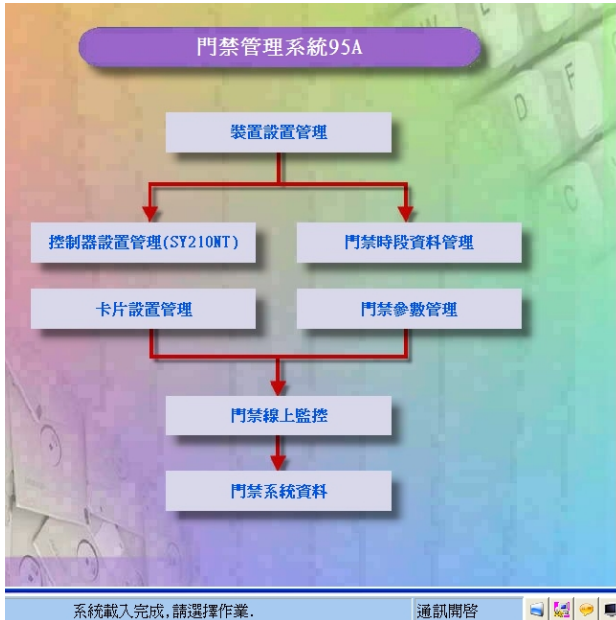 門禁管理系統95A
裝置設置管理
控制器設置管理(SY210NT)
門禁時段資料管理
卡片設置管理
門禁參數管理
門禁線上監控
門禁系統資料
系統載入完成,請選擇作業.
通訊開啓